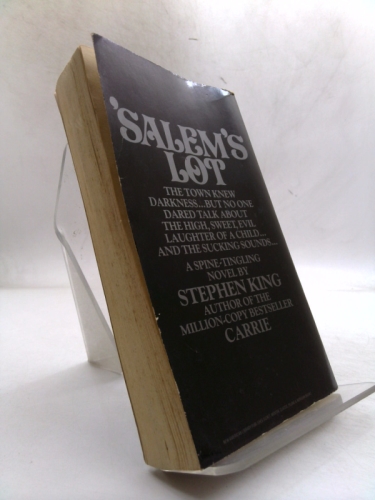 'SALEM'S
LOT
THE TOWN KNEW
DARKNESS...BUT NO ONE
DARED TALK ABOUT
THE HIGH, SWEET, EVIL
LAUGHTER OF A CHILD...
AND THE SUCKING SOUNDS...
A SPINE-TINGLING
NOVEL BY
STEPHEN KING
AUTHOR OF THE
MILLION-COPY BESTSELLER
CARRIE